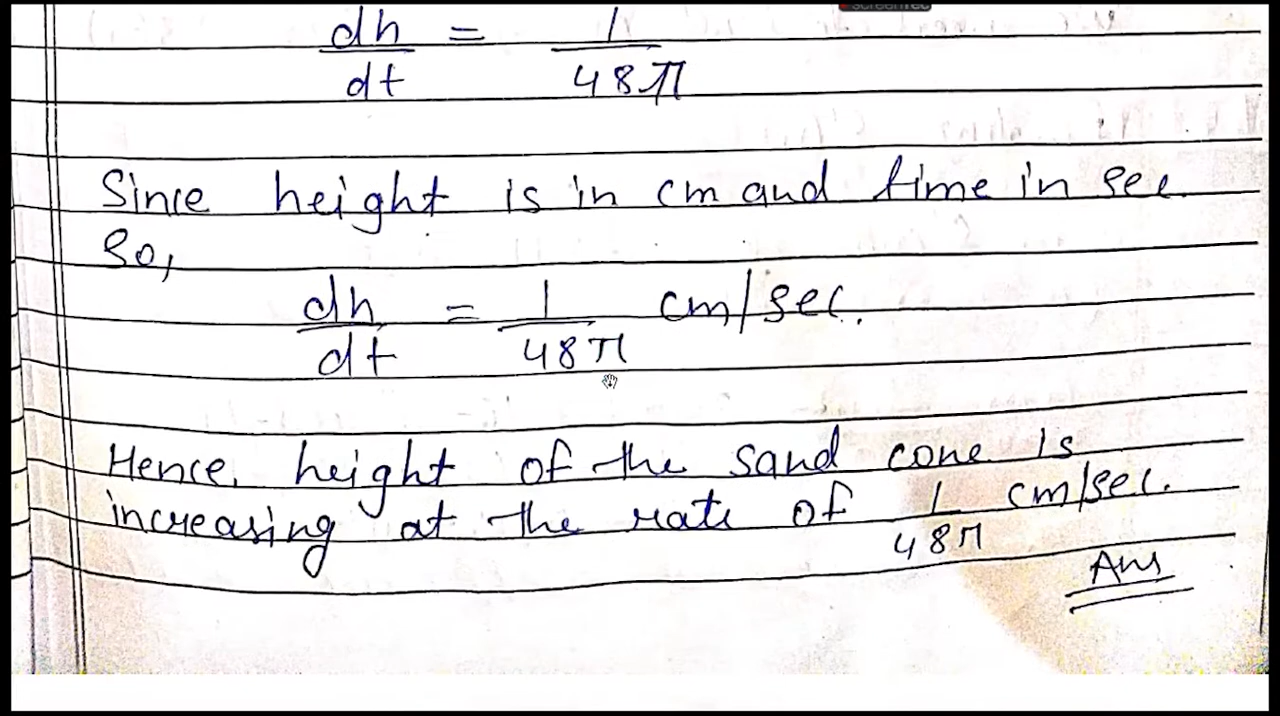 dh/dt = 1/48π
Since height is in cm and time in sec.
So,
dh/dt = 1/48π cm/sec.
Hence, height of the sand cone is
increasing at the rate of 1/48π cm/sec.
Ans